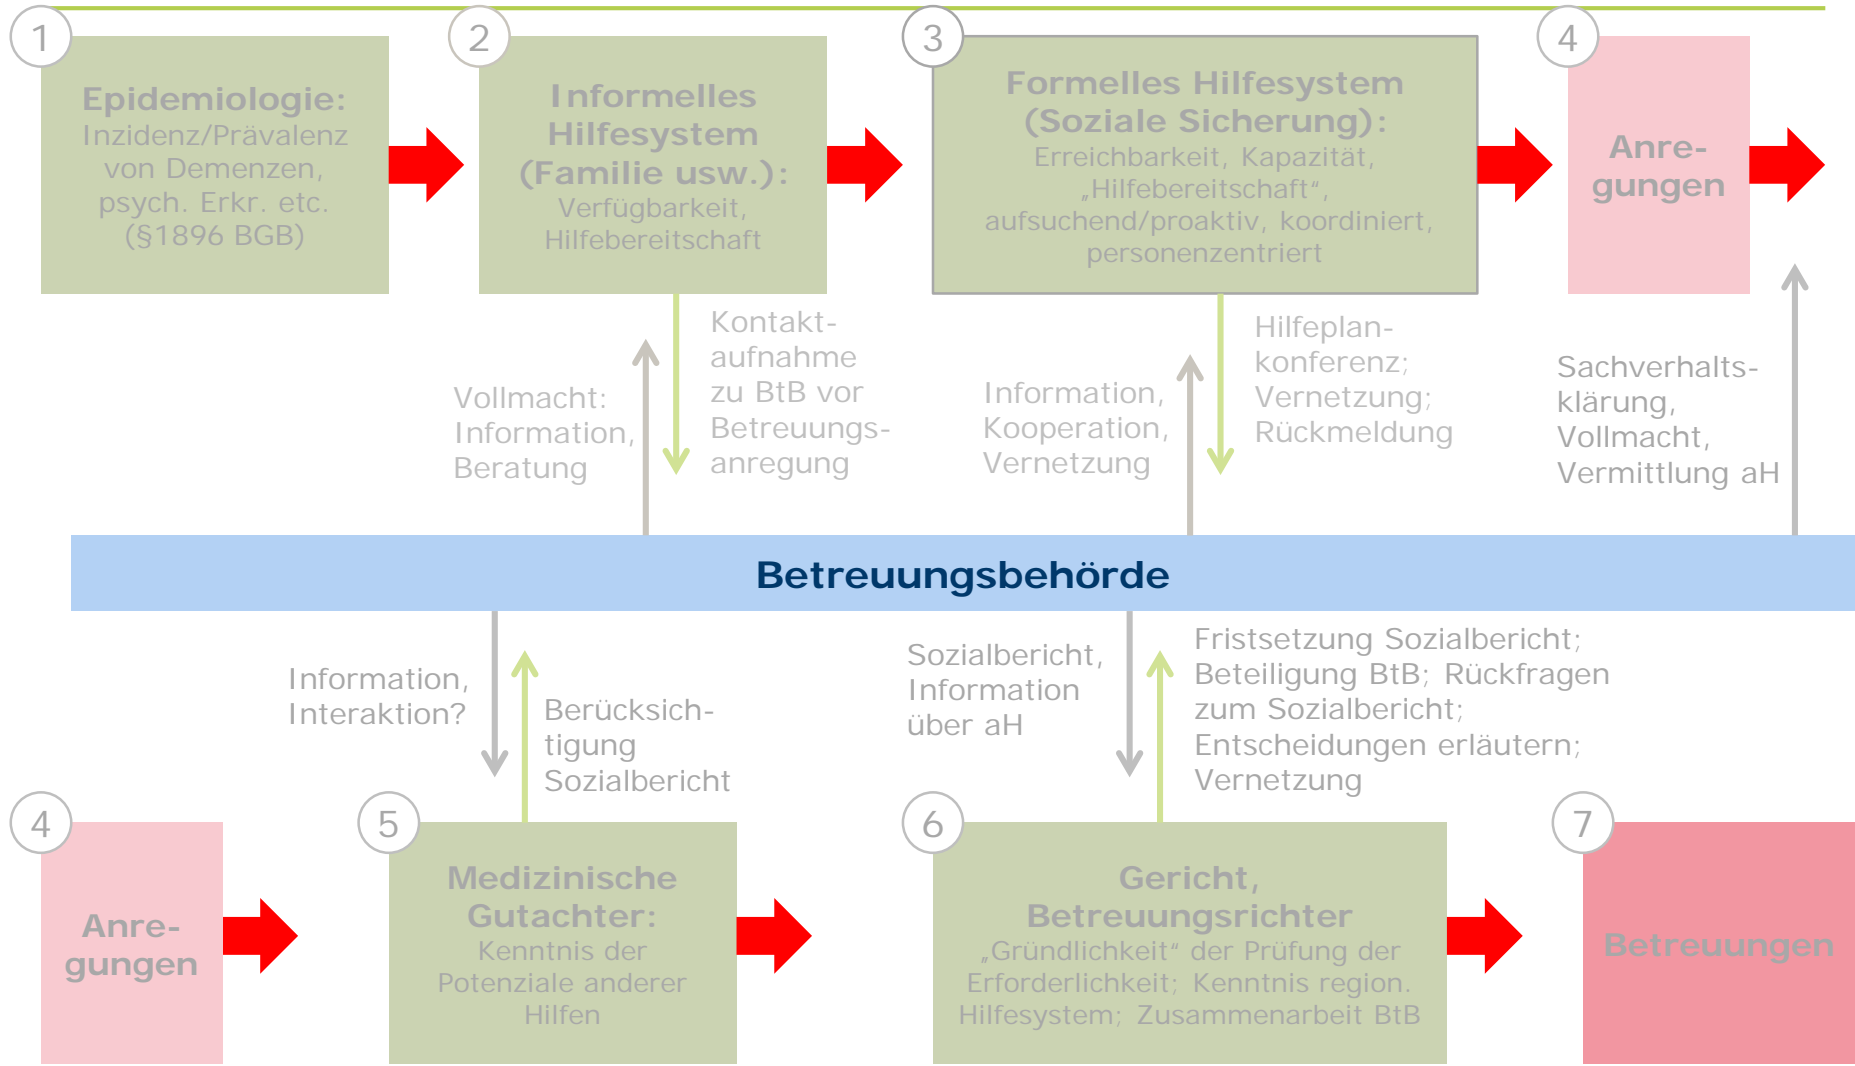 1
Epidemiologie:
Inzidenz/Prävalenz
von Demenzen,
psych. Erkr. etc.
(§1896 BGB)
2
Informelles
Hilfesystem
(Familie usw.):
Verfügbarkeit,
Hilfebereitschaft
3
Formelles Hilfesystem
(Soziale Sicherung):
Erreichbarkeit, Kapazität,
„Hilfebereitschaft“,
aufsuchend/proaktiv, koordiniert,
personenzentriert
4
Anre-
gungen
Vollmacht:
Information,
Beratung
Kontakt-
aufnahme
zu BtB vor
Betreuungs-
anregung
Information,
Kooperation,
Vernetzung
Hilfeplan-
konferenz;
Vernetzung;
Rückmeldung
Sachverhalts-
klärung,
Vollmacht,
Vermittlung aH
Betreuungsbehörde
Information,
Interaktion?
Berücksich-
tigung
Sozialbericht
Sozialbericht,
Information
über aH
Fristsetzung Sozialbericht;
Beteiligung BtB; Rückfragen
zum Sozialbericht;
Entscheidungen erläutern;
Vernetzung
4
Anre-
gungen
5
Medizinische
Gutachter:
Kenntnis der
Potenziale anderer
Hilfen
6
Gericht,
Betreuungsrichter
„Gründlichkeit“ der Prüfung der
Erforderlichkeit; Kenntnis region.
Hilfesystem; Zusammenarbeit BtB
7
Betreuungen